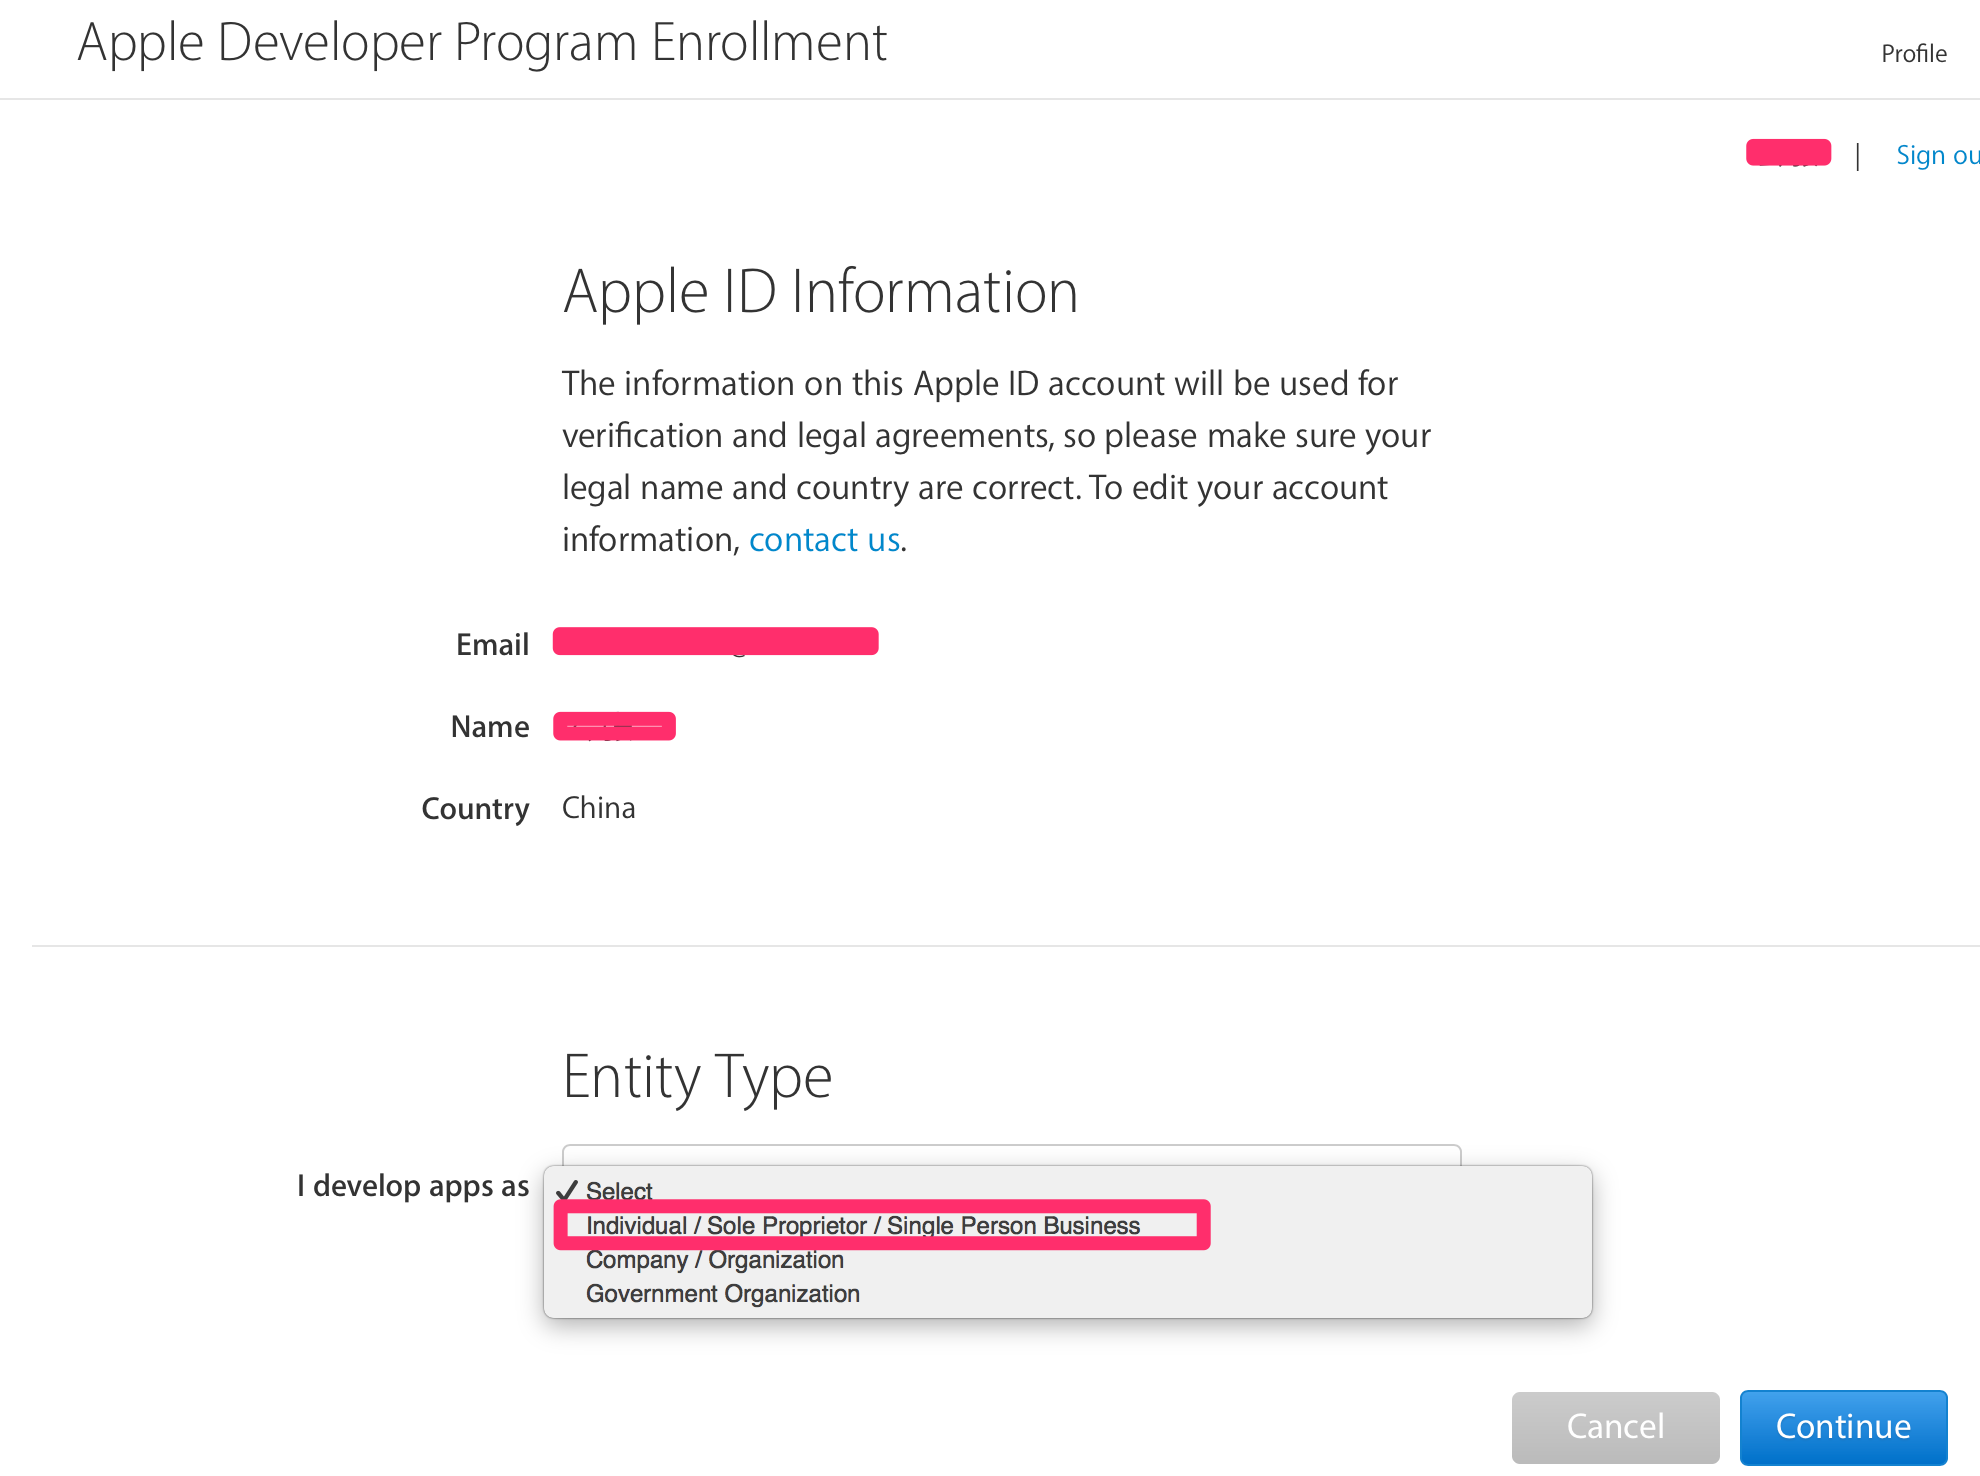 Apple Developer Program Enrollment
Profile
| Sign ou
Apple ID Information
The information on this Apple ID account will be used for
verification and legal agreements, so please make sure your
legal name and country are correct. To edit your account
information, contact us.
Email
Name
Country China
Entity Type
I develop apps as
✓ Select
Individual / Sole Proprietor / Single Person Business
Company / Organization
Government Organization
Cancel Continue